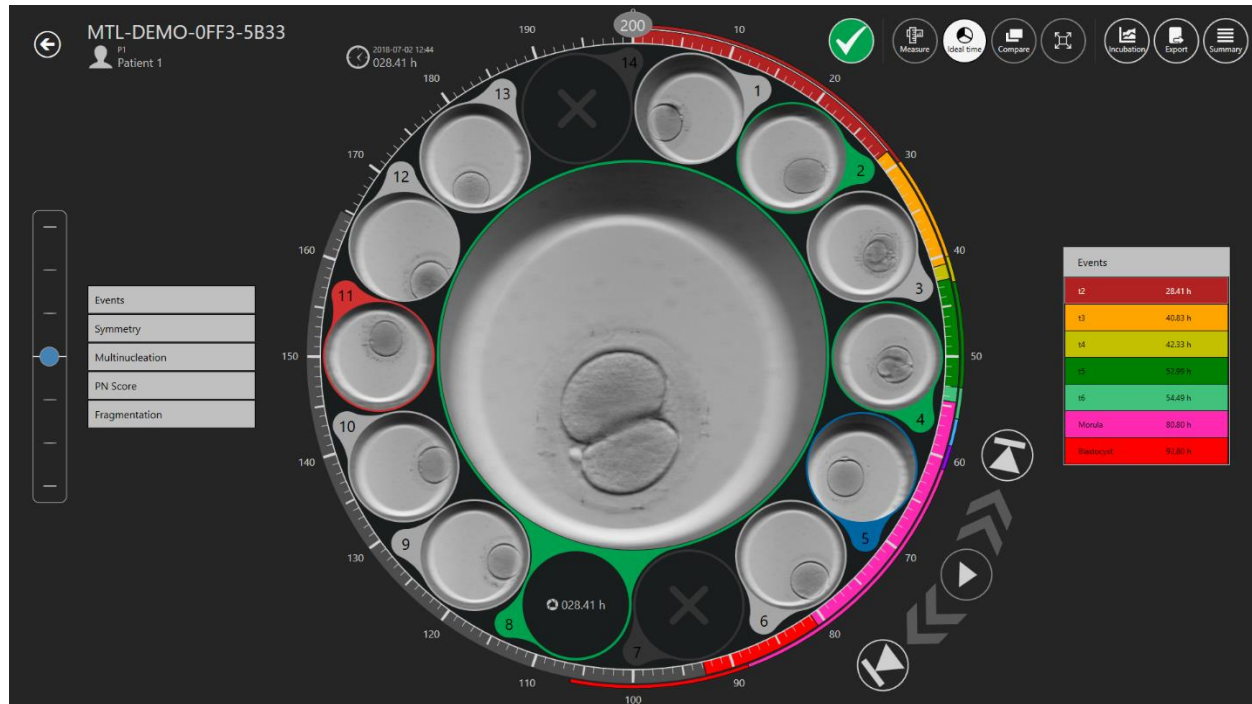 MTL-DEMO-0FF3-5B33
P1
Patient 1
2018-07-02 12:44
028.41 h
Measure
Ideal time
Compare
Incubation
Export
Summary
200
10
20
30
40
50
60
70
80
90
100
110
120
130
140
150
160
170
180
190
1
2
3
4
5
6
7
8
9
10
11
12
13
14
028.41 h
Events
Symmetry
Multinucleation
PN Score
Fragmentation
Events
t2 28.41 h
t3 40.83 h
t4 42.33 h
t5 52.99 h
t6 54.49 h
Morula 80.80 h
Blastocyst 92.80 h